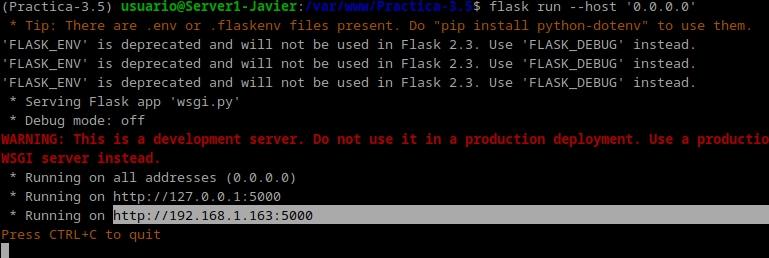 (Practica-3.5) usuario@Server1-Javier:/var/www/Practica-3.5$ flask run --host '0.0.0.0'
 * Tip: There are .env or .flaskenv files present. Do "pip install python-dotenv" to use them.
'FLASK_ENV' is deprecated and will not be used in Flask 2.3. Use 'FLASK_DEBUG' instead.
'FLASK_ENV' is deprecated and will not be used in Flask 2.3. Use 'FLASK_DEBUG' instead.
'FLASK_ENV' is deprecated and will not be used in Flask 2.3. Use 'FLASK_DEBUG' instead.
 * Serving Flask app 'wsgi.py'
 * Debug mode: off
WARNING: This is a development server. Do not use it in a production deployment. Use a productio
WSGI server instead.
 * Running on all addresses (0.0.0.0)
 * Running on http://127.0.0.1:5000
 * Running on http://192.168.1.163:5000
Press CTRL+C to quit